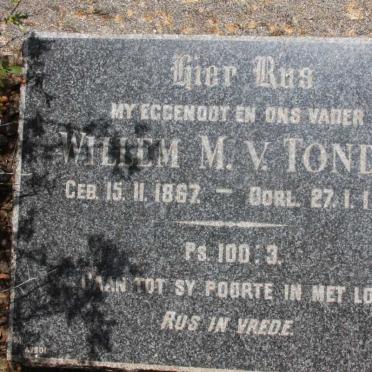 Hier Rus
MY EGGENOOT EN ONS VADER
WILLEM M. V. TOND
GEB. 15. 11. 1867. — OORL. 27. 1. 1
PS. 100 : 3.
GAAN TOT SY POORTE IN MET LO
RUS IN VREDE.